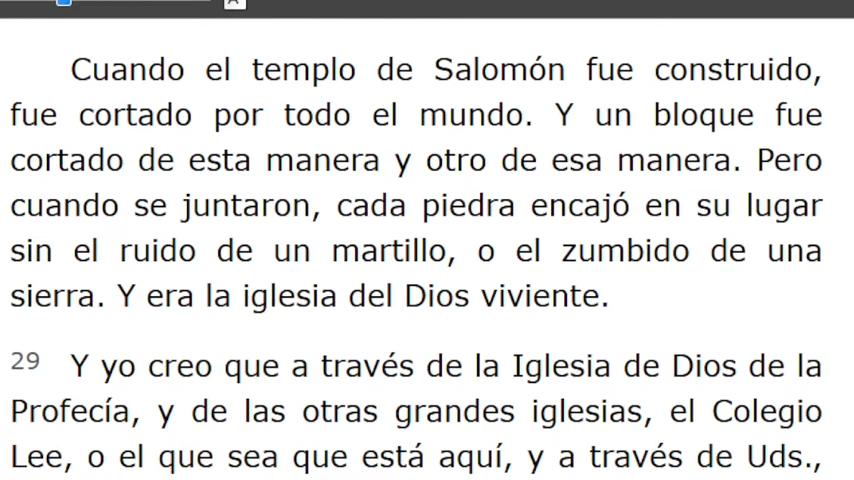 A
Cuando el templo de Salomón fue construido,
fue cortado por todo el mundo. Y un bloque fue
cortado de esta manera y otro de esa manera. Pero
cuando se juntaron, cada piedra encajó en su lugar
sin el ruido de un martillo, o el zumbido de una
sierra. Y era la iglesia del Dios viviente.
29 Y yo creo que a través de la Iglesia de Dios de la
Profecía, y de las otras grandes iglesias, el Colegio
Lee, o el que sea que está aquí, y a través de Uds.,